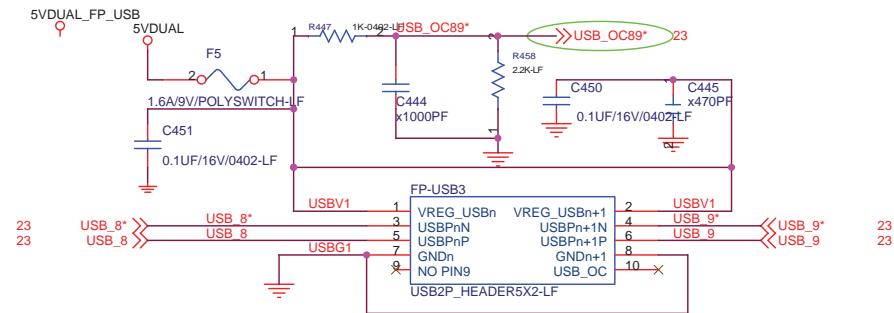 5VDUAL_FP_USB
5VDUAL
F5
2 1
1.6A/9V/POLYSWITCH-LF
C451
0.1UF/16V/0402-LF
1 R447 1K-0402-LF 2 USB_OC89*
USB_OC89* 23
2
R458
2.2K-LF
1
C444
x1000PF
C450
0.1UF/16V/0402-LF
1
C445
x470PF
2
FP-USB3
USBV1 1 VREG_USBn VREG_USBn+1 2 USBV1
23 USB_8* USB_8* 3 USBPnN USBPn+1N 4 USB_9* USB_9* 23
23 USB_8 USB_8 5 USBPnP USBPn+1P 6 USB_9 USB_9 23
USBG1 7 GNDn GNDn+1 8
9 NO PIN9 USB_OC 10
USB2P_HEADER5X2-LF